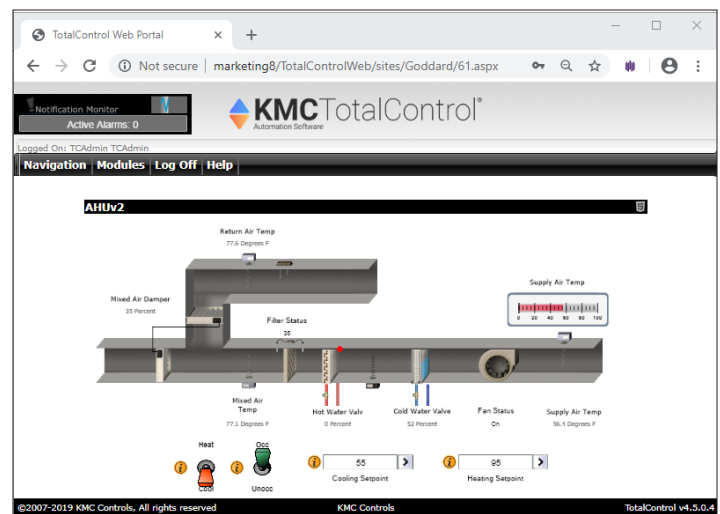 TotalControl Web Portal
Not secure | marketing8/TotalControlWeb/sites/Goddard/61.aspx
Notification Monitor
Active Alarms: 0
KMC TotalControl®
Automation Software
Logged On: TCAdmin TCAdmin
Navigation Modules Log Off Help
AHUv2
Return Air Temp
77.6 Degrees F
Supply Air Temp
0 20 40 60 80 100
Mixed Air Damper
35 Percent
Filter Status
35
Mixed Air
Temp
77.1 Degrees F
Hot Water Valv
0 Percent
Cold Water Valve
52 Percent
Fan Status
On
Supply Air Temp
56.4 Degrees F
Heat
Cool
Occ
Unocc
55
Cooling Setpoint
95
Heating Setpoint
©2007-2019 KMC Controls, All rights reserved
KMC Controls
TotalControl v4.5.0.4